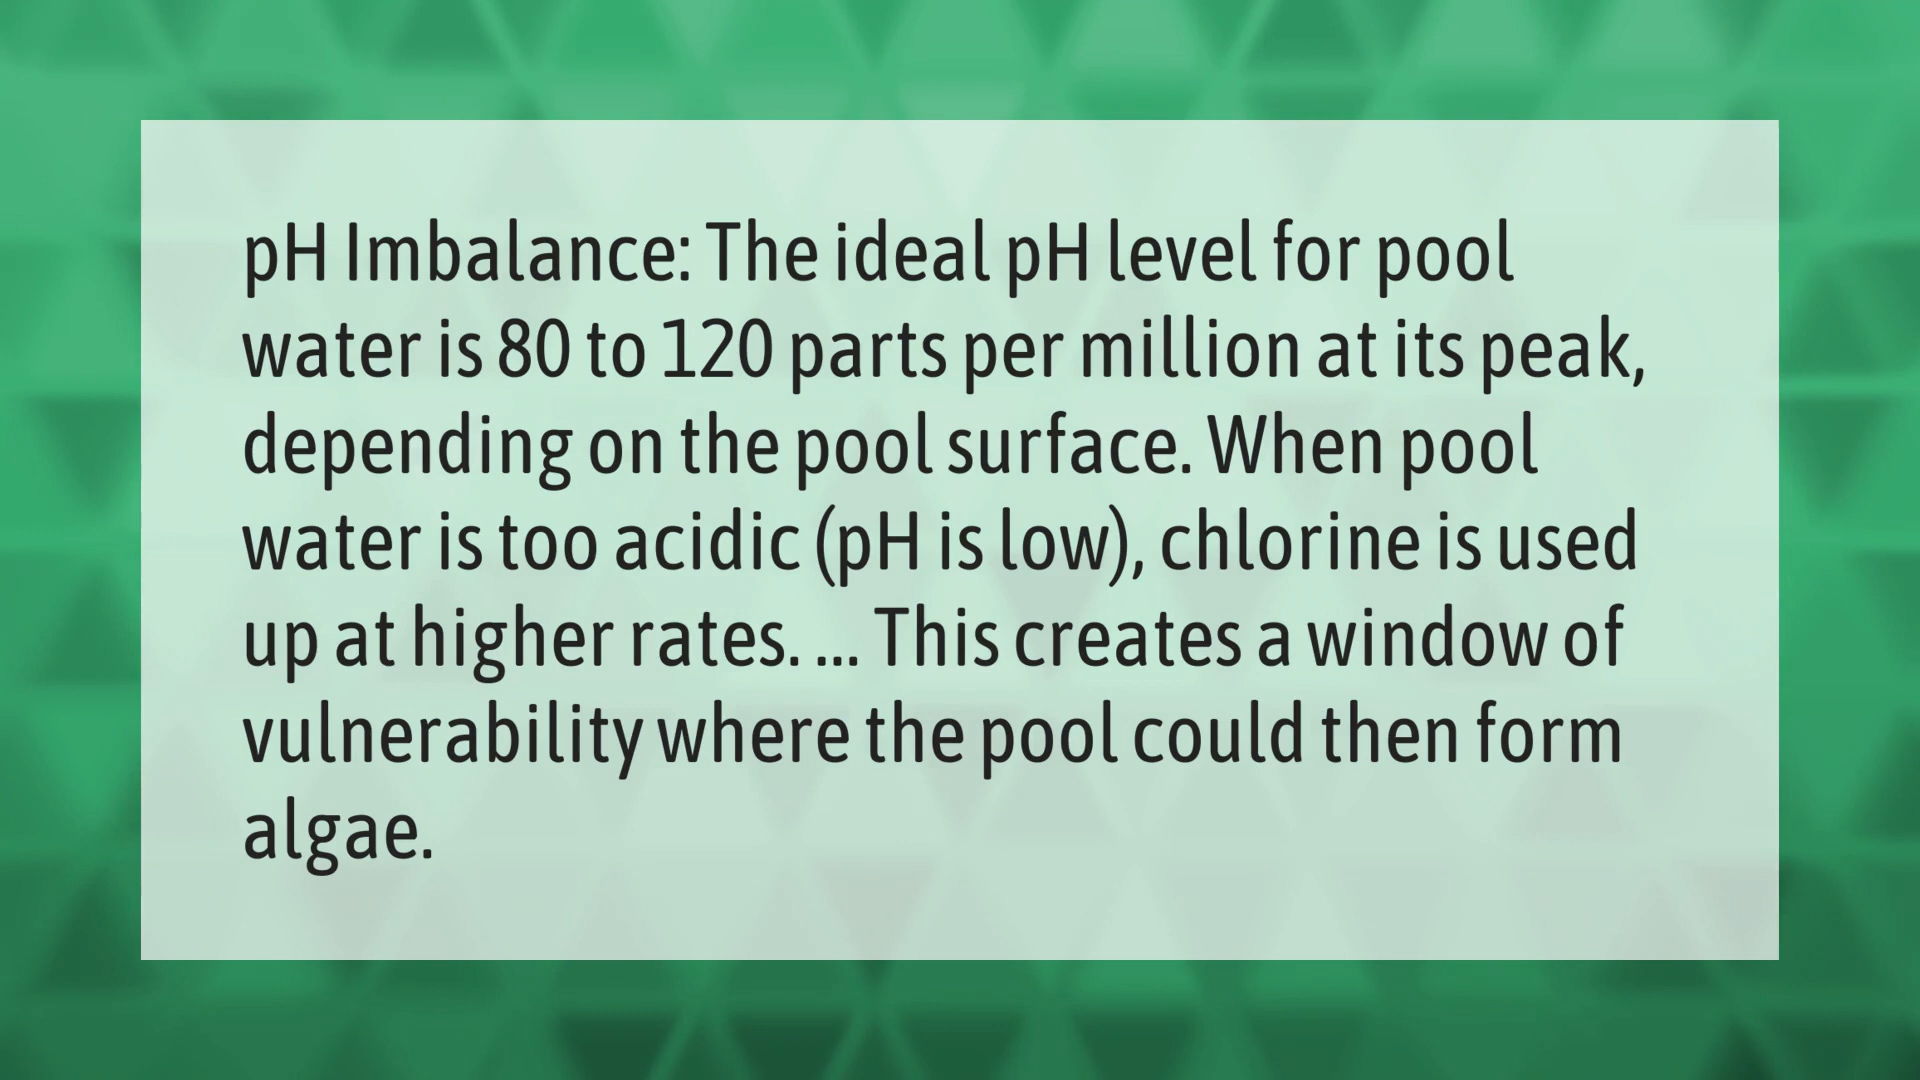 pH Imbalance: The ideal pH level for pool
water is 80 to 120 parts per million at its peak,
depending on the pool surface. When pool
water is too acidic (pH is low), chlorine is used
up at higher rates. ... This creates a window of
vulnerability where the pool could then form
algae.